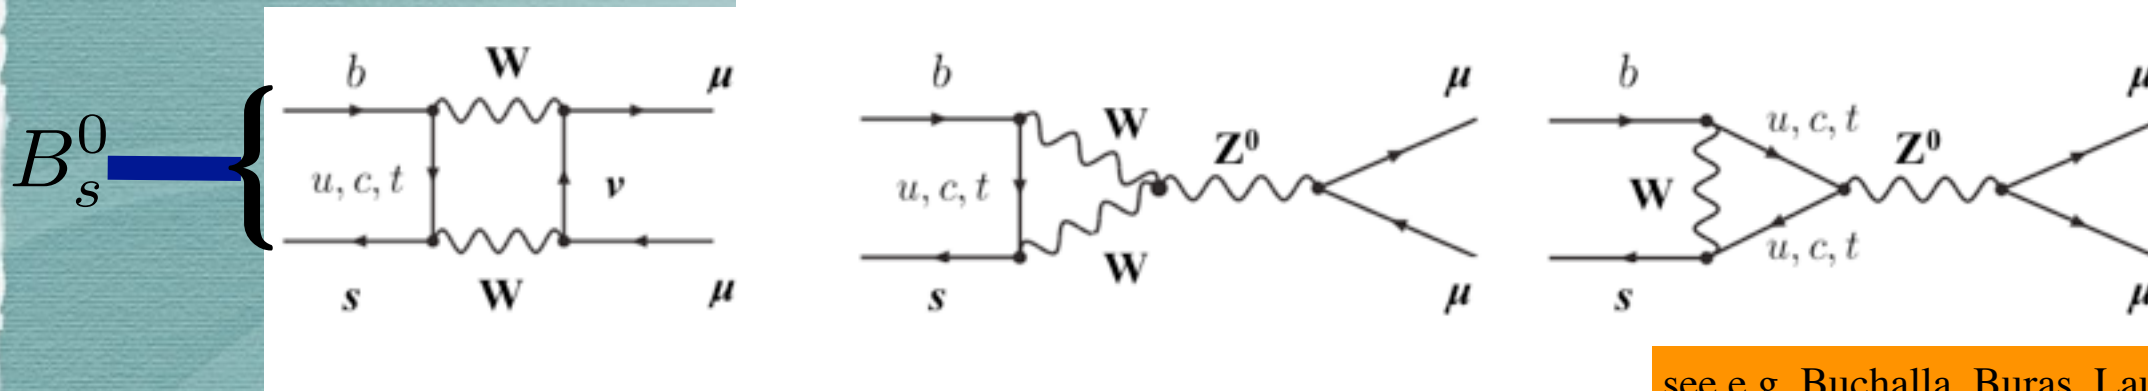 B_s^0
b W μ
u, c, t ν
s W μ
b μ
W Z⁰
u, c, t
W
s μ
b μ
u, c, t
W Z⁰
u, c, t
s μ
see e.g. Buchalla, Buras,